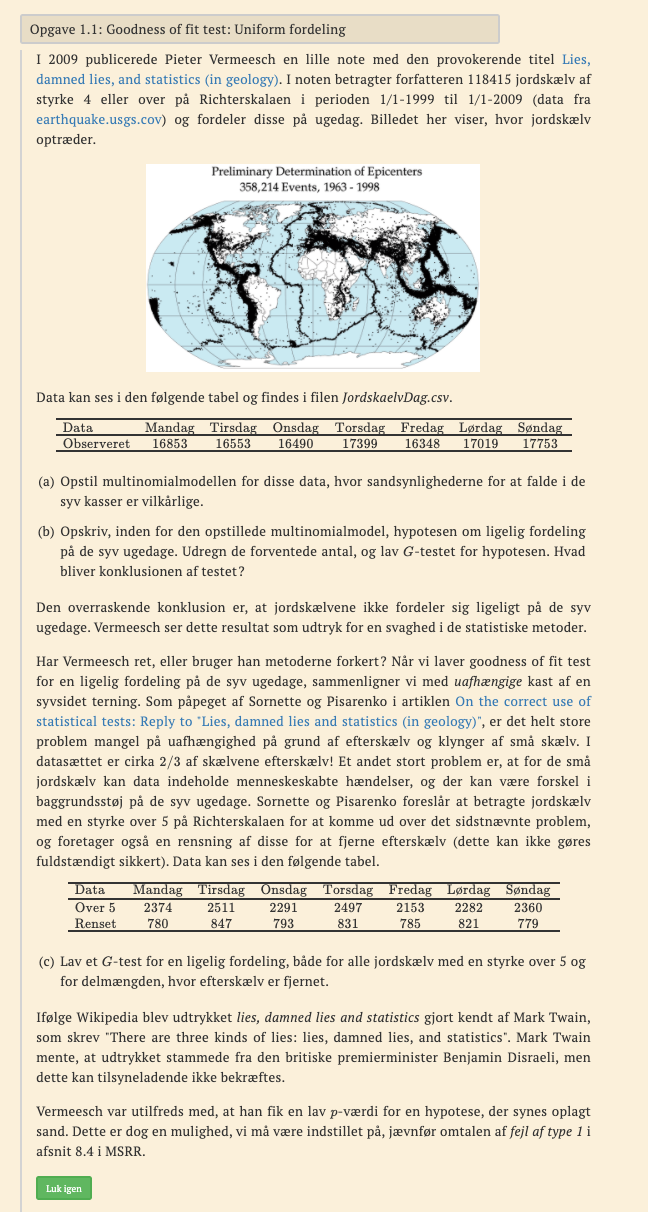 Opgave 1.1: Goodness of fit test: Uniform fordeling
I 2009 publicerede Pieter Vermeesch en lille note med den provokerende titel Lies,
damned lies, and statistics (in geology). I noten betragter forfatteren 118415 jordskælv af
styrke 4 eller over på Richterskalaen i perioden 1/1-1999 til 1/1-2009 (data fra
earthquake.usgs.cov) og fordeler disse på ugedag. Billedet her viser, hvor jordskælv
optræder.
Preliminary Determination of Epicenters
358,214 Events, 1963 - 1998
Data kan ses i den følgende tabel og findes i filen JordskaelvDag.csv.
Data Mandag Tirsdag Onsdag Torsdag Fredag Lørdag Søndag
Observeret 16853 16553 16490 17399 16348 17019 17753
(a) Opstil multinomialmodellen for disse data, hvor sandsynlighederne for at falde i de
syv kasser er vilkårlige.
(b) Opskriv, inden for den opstillede multinomialmodel, hypotesen om ligelig fordeling
på de syv ugedage. Udregn de forventede antal, og lav G-testet for hypotesen. Hvad
bliver konklusionen af testet?
Den overraskende konklusion er, at jordskælvene ikke fordeler sig ligeligt på de syv
ugedage. Vermeesch ser dette resultat som udtryk for en svaghed i de statistiske metoder.
Har Vermeesch ret, eller bruger han metoderne forkert? Når vi laver goodness of fit test
for en ligelig fordeling på de syv ugedage, sammenligner vi med uafhængige kast af en
syvsidet terning. Som påpeget af Sornette og Pisarenko i artiklen On the correct use of
statistical tests: Reply to "Lies, damned lies and statistics (in geology)", er det helt store
problem mangel på uafhængighed på grund af efterskælv og klynger af små skælv. I
datasættet er cirka 2/3 af skælvene efterskælv! Et andet stort problem er, at for de små
jordskælv kan data indeholde menneskeskabte hændelser, og der kan være forskel i
baggrundsstøj på de syv ugedage. Sornette og Pisarenko foreslår at betragte jordskælv
med en styrke over 5 på Richterskalaen for at komme ud over det sidstnævnte problem,
og foretager også en rensning af disse for at fjerne efterskælv (dette kan ikke gøres
fuldstændigt sikkert). Data kan ses i den følgende tabel.
Data Mandag Tirsdag Onsdag Torsdag Fredag Lørdag Søndag
Over 5 2374 2511 2291 2497 2153 2282 2360
Renset 780 847 793 831 785 821 779
(c) Lav et G-test for en ligelig fordeling, både for alle jordskælv med en styrke over 5 og
for delmængden, hvor efterskælv er fjernet.
Ifølge Wikipedia blev udtrykket lies, damned lies and statistics gjort kendt af Mark Twain,
som skrev "There are three kinds of lies: lies, damned lies, and statistics". Mark Twain
mente, at udtrykket stammede fra den britiske premierminister Benjamin Disraeli, men
dette kan tilsyneladende ikke bekræftes.
Vermeesch var utilfreds med, at han fik en lav p-værdi for en hypotese, der synes oplagt
sand. Dette er dog en mulighed, vi må være indstillet på, jævnfør omtalen af fejl af type 1 i
afsnit 8.4 i MSRR.
Luk igen